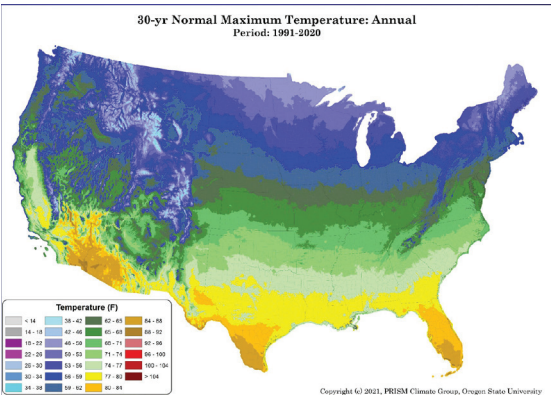 30-yr Normal Maximum Temperature: Annual
Period: 1991-2020
Temperature (F)
< 14
14 - 18
18 - 22
22 - 26
26 - 30
30 - 34
34 - 38
38 - 42
42 - 46
46 - 50
50 - 53
53 - 56
56 - 59
59 - 62
62 - 65
65 - 68
68 - 71
71 - 74
74 - 77
77 - 80
80 - 84
84 - 88
88 - 92
92 - 96
96 - 100
100 - 104
> 104
Copyright (c) 2021, PRISM Climate Group, Oregon State University